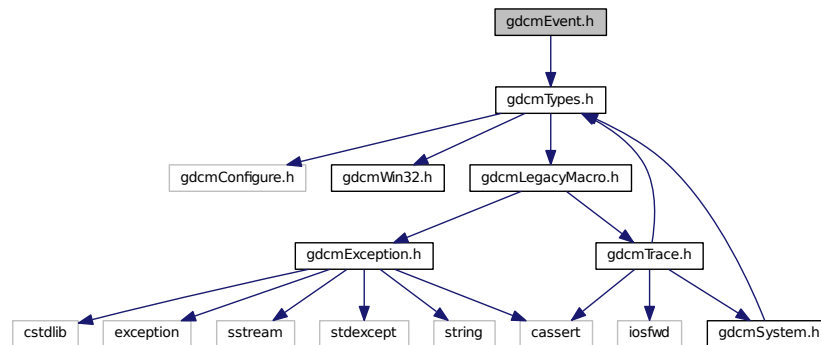 gdcmEvent.h
gdcmTypes.h
gdcmConfigure.h
gdcmWin32.h
gdcmLegacyMacro.h
gdcmException.h
gdcmTrace.h
cstdlib
exception
sstream
stdexcept
string
cassert
iosfwd
gdcmSystem.h